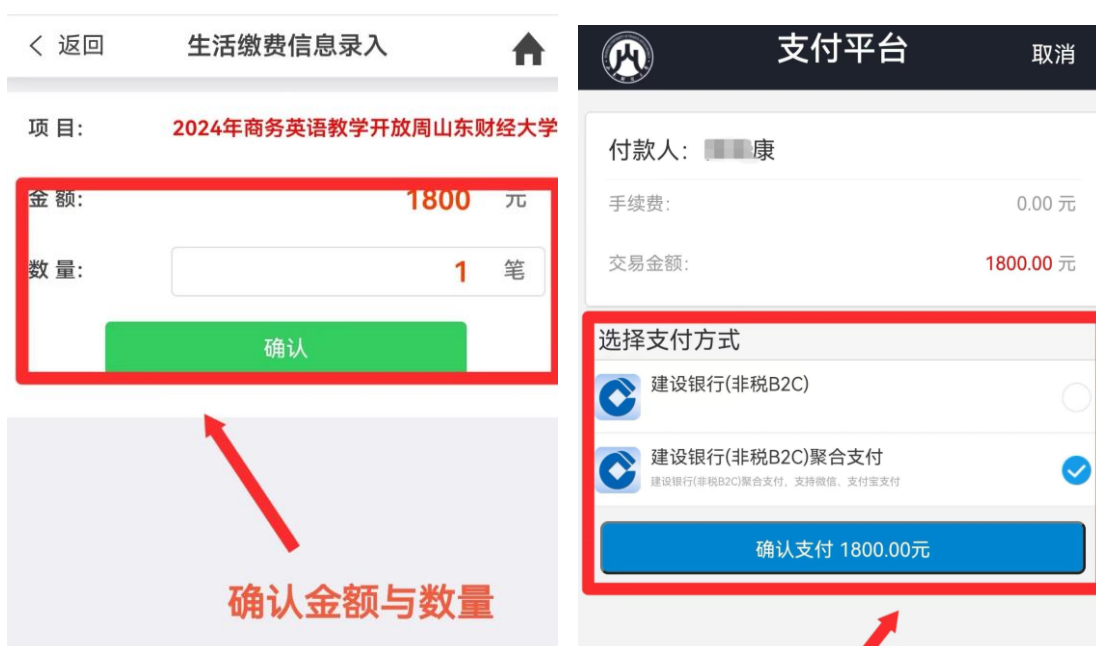 返回
生活缴费信息录入
项 目:
2024年商务英语教学开放周山东财经大学
金 额:
1800 元
数 量:
1 笔
确认
确认金额与数量
支付平台
取消
付款人: 康
手续费:
0.00 元
交易金额:
1800.00 元
选择支付方式
建设银行(非税B2C)
建设银行(非税B2C)聚合支付
建设银行(非税B2C)聚合支付，支持微信、支付宝支付
确认支付 1800.00元